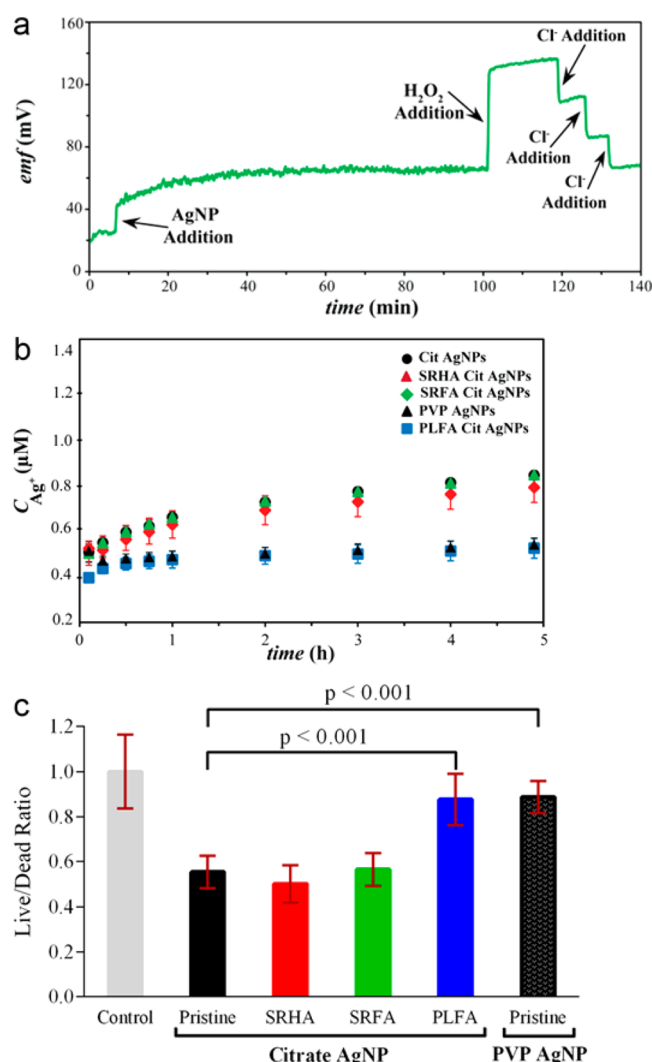 a
160
120
80
40
0
emf (mV)
AgNP
Addition
H2O2
Addition
Cl- Addition
Cl-
Addition
Cl-
Addition
0 20 40 60 80 100 120 140
time (min)
b
1.4
1.2
1.0
0.8
0.6
0.4
0.2
CAg+ (μM)
Cit AgNPs
SRHA Cit AgNPs
SRFA Cit AgNPs
PVP AgNPs
PLFA Cit AgNPs
0 1 2 3 4 5
time (h)
c
p < 0.001
p < 0.001
1.2
1.0
0.8
0.6
0.4
0.2
0.0
Live/Dead Ratio
Control Pristine SRHA SRFA PLFA Pristine
Citrate AgNP PVP AgNP